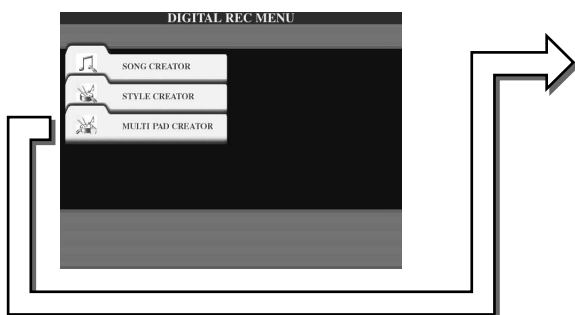 DIGITAL REC MENU
SONG CREATOR
STYLE CREATOR
MULTI PAD CREATOR